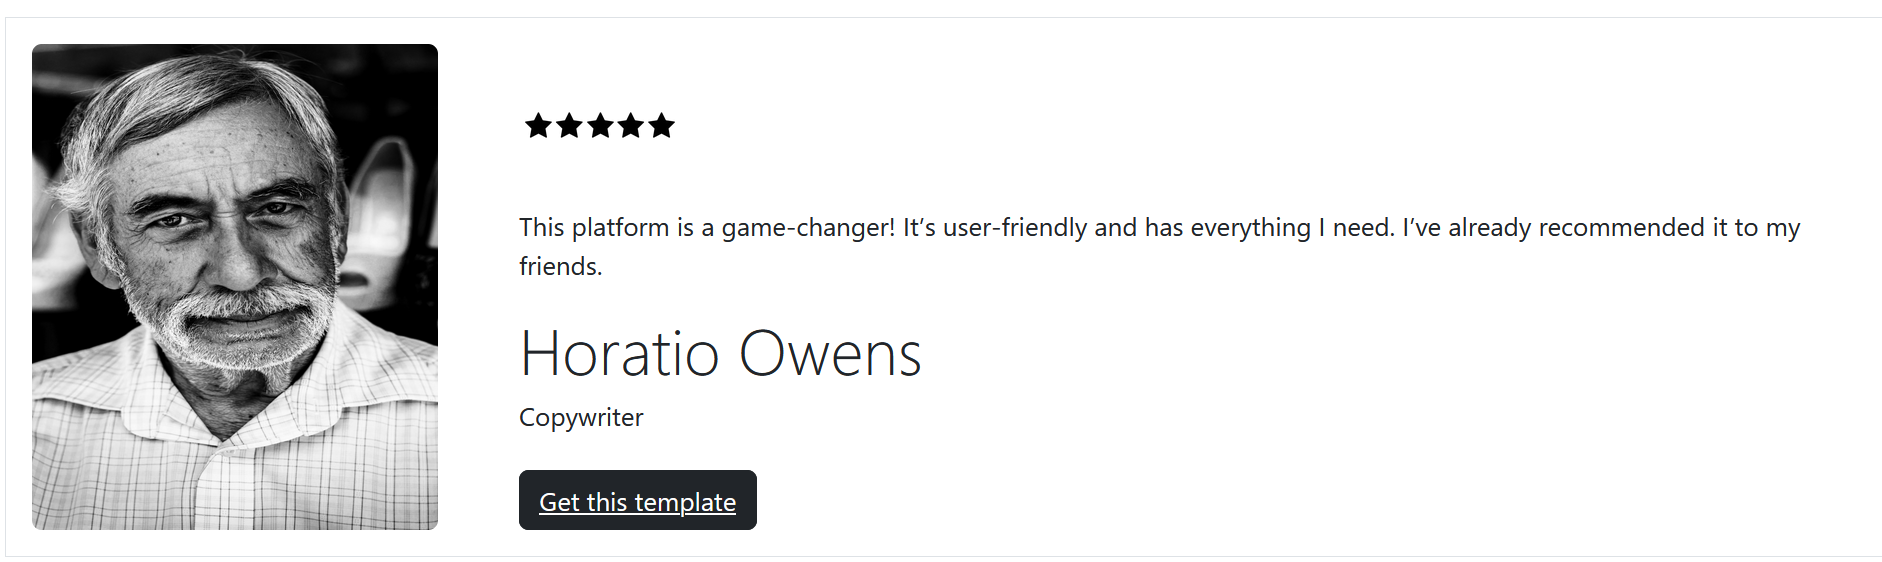 This platform is a game-changer! It’s user-friendly and has everything I need. I’ve already recommended it to my
friends.
Horatio Owens
Copywriter
Get this template